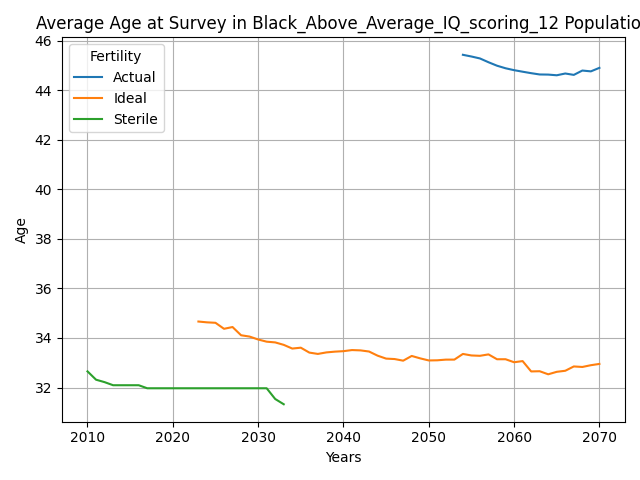 Average Age at Survey in Black_Above_Average_IQ_scoring_12 Populatio
Fertility
Actual
Ideal
Sterile
46
44
42
40
38
36
34
32
Age
2010 2020 2030 2040 2050 2060 2070
Years